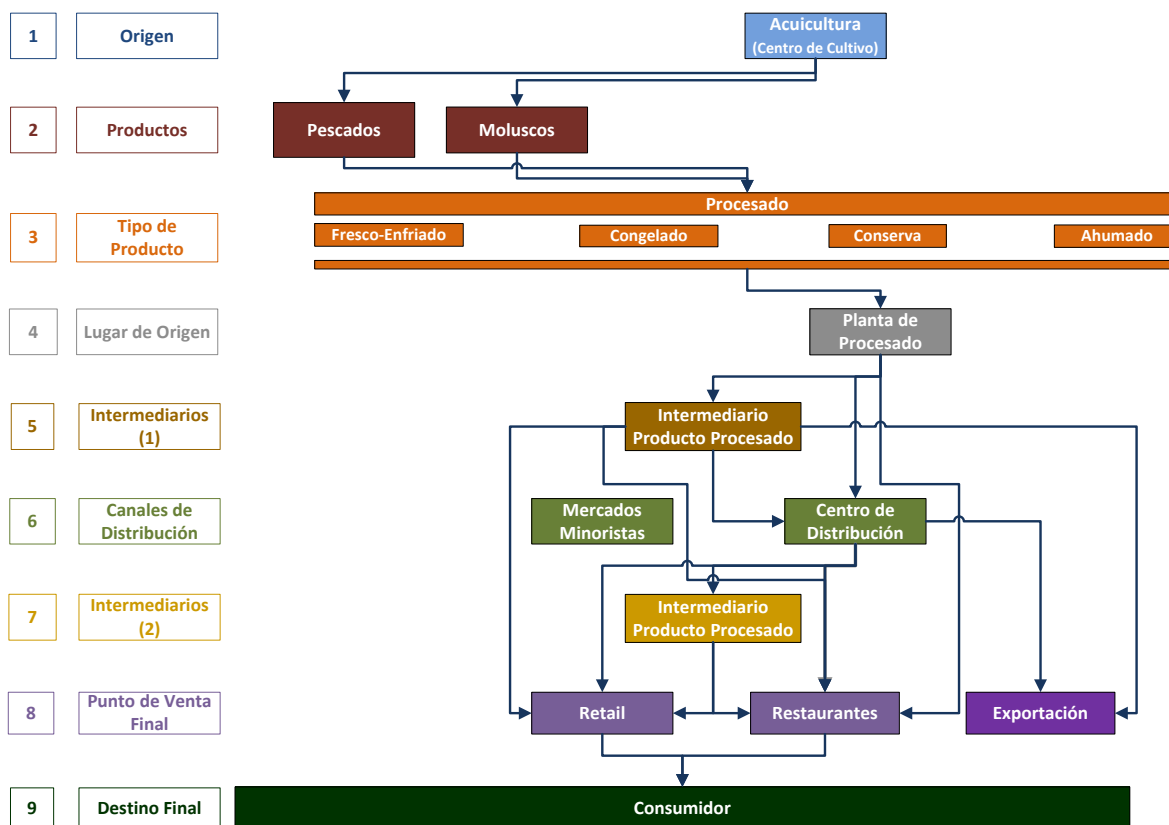 1
Origen
Acuicultura
(Centro de Cultivo)
2
Productos
Pescados
Moluscos
Procesado
3
Tipo de
Producto
Fresco-Enfriado
Congelado
Conserva
Ahumado
4
Lugar de Origen
Planta de
Procesado
5
Intermediarios
(1)
Intermediario
Producto Procesado
6
Canales de
Distribución
Mercados
Minoristas
Centro de
Distribución
7
Intermediarios
(2)
Intermediario
Producto Procesado
8
Punto de Venta
Final
Retail
Restaurantes
Exportación
9
Destino Final
Consumidor